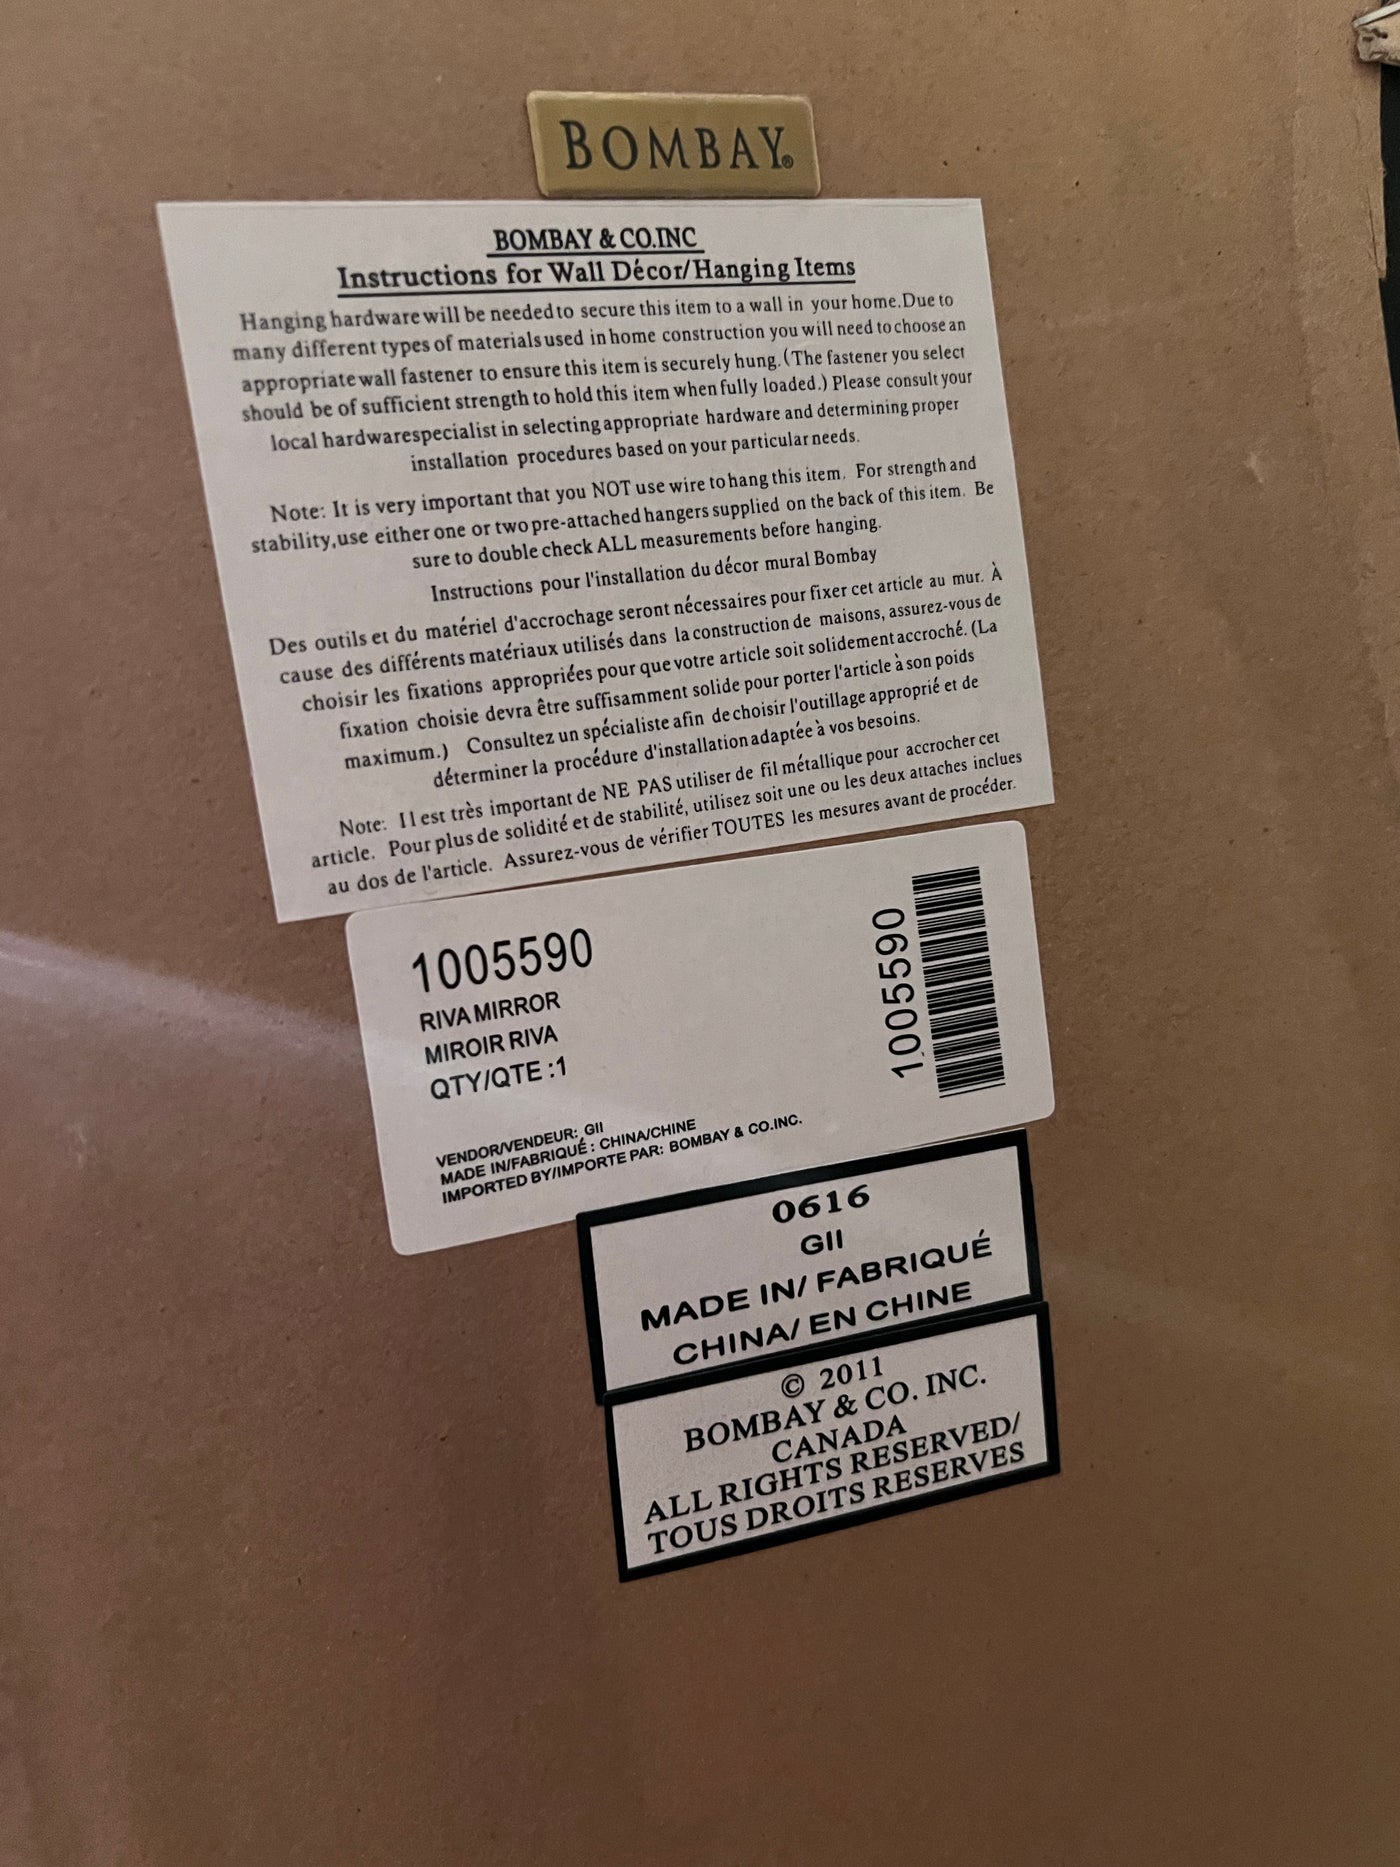 BOMBAY®
BOMBAY & CO.INC
Instructions for Wall Décor/Hanging Items
Hanging hardware will be needed to secure this item to a wall in your home.Due to
many different types of materials used in home construction you will need to choose an
appropriate wall fastener to ensure this item is securely hung.(The fastener you select
should be of sufficient strength to hold this item when fully loaded.) Please consult your
local hardwarespecialist in selecting appropriate hardware and determining proper
installation procedures based on your particular needs.
Note: It is very important that you NOT use wire to hang this item. For strength and
stability,use either one or two pre-attached hangers supplied on the back of this item. Be
sure to double check ALL measurements before hanging.
Instructions pour l'installation du décor mural Bombay
Des outils et du matériel d'accrochage seront nécessaires pour fixer cet article au mur. À
cause des différents matériaux utilisés dans la construction de maisons, assurez-vous de
choisir les fixations appropriées pour que votre article soit solidement accroché. (La
fixation choisie devra être suffisamment solide pour porter l'article à son poids
maximum.) Consultez un spécialiste afin de choisir l'outillage approprié et de
déterminer la procédure d'installation adaptée à vos besoins.
Note: Il est très important de NE PAS utiliser de fil métallique pour accrocher cet
article. Pour plus de solidité et de stabilité, utilisez soit une ou les deux attaches inclues
au dos de l'article. Assurez-vous de vérifier TOUTES les mesures avant de procéder.
1005590
RIVA MIRROR
MIROIR RIVA
QTY/QTE :1
VENDOR/VENDEUR: GII
MADE IN/FABRIQUÉ : CHINA/CHINE
IMPORTED BY/IMPORTE PAR: BOMBAY & CO.INC.
1005590
0616
GII
MADE IN/ FABRIQUÉ
CHINA/ EN CHINE
© 2011
BOMBAY & CO. INC.
CANADA
ALL RIGHTS RESERVED/
TOUS DROITS RESERVES